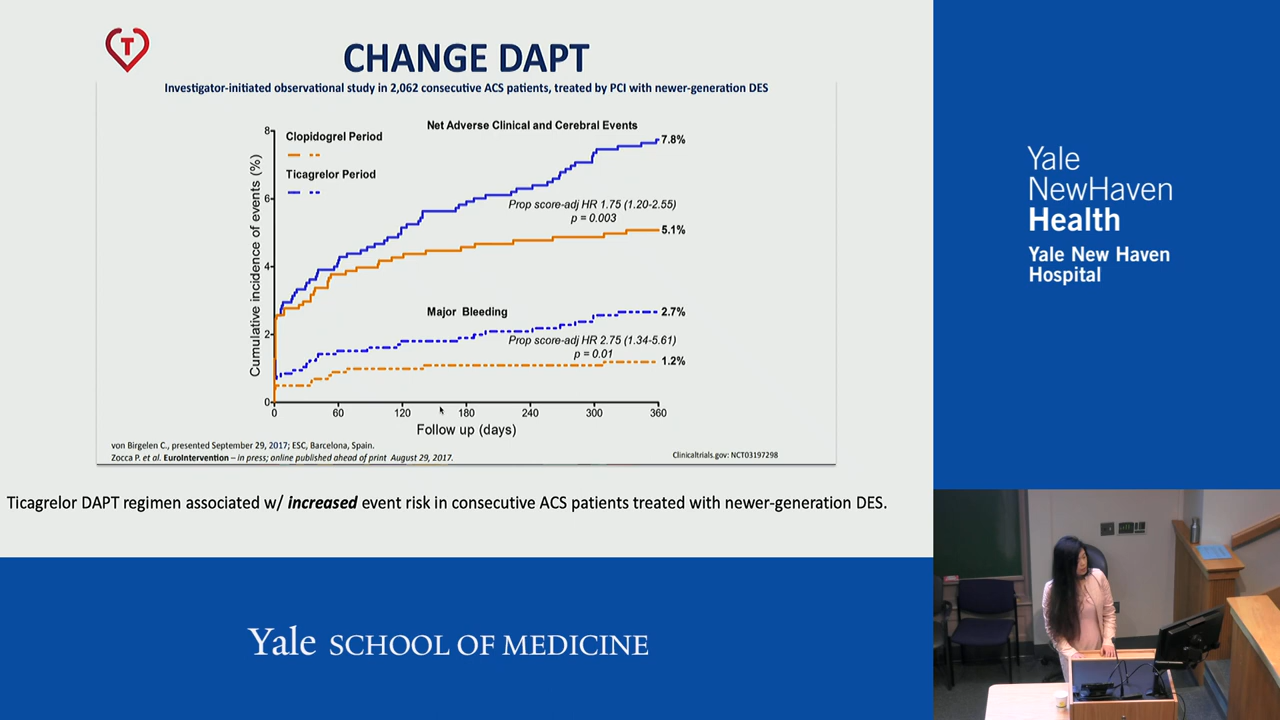 T
CHANGE DAPT
Investigator-initiated observational study in 2,062 consecutive ACS patients, treated by PCI with newer-generation DES
Net Adverse Clinical and Cerebral Events
Clopidogrel Period
Ticagrelor Period
Cumulative incidence of events (%)
8
6
4
2
0
7.8%
Prop score-adj HR 1.75 (1.20-2.55)
p = 0.003
5.1%
Major Bleeding
2.7%
Prop score-adj HR 2.75 (1.34-5.61)
p = 0.01
1.2%
0 60 120 180 240 300 360
Follow up (days)
von Birgelen C., presented September 29, 2017; ESC, Barcelona, Spain.
Zocca P. et al. EuroIntervention – in press; online published ahead of print August 29, 2017.
Clinicaltrials.gov: NCT03197298
Ticagrelor DAPT regimen associated w/ increased event risk in consecutive ACS patients treated with newer-generation DES.
Yale
NewHaven
Health
Yale New Haven
Hospital
Yale SCHOOL OF MEDICINE